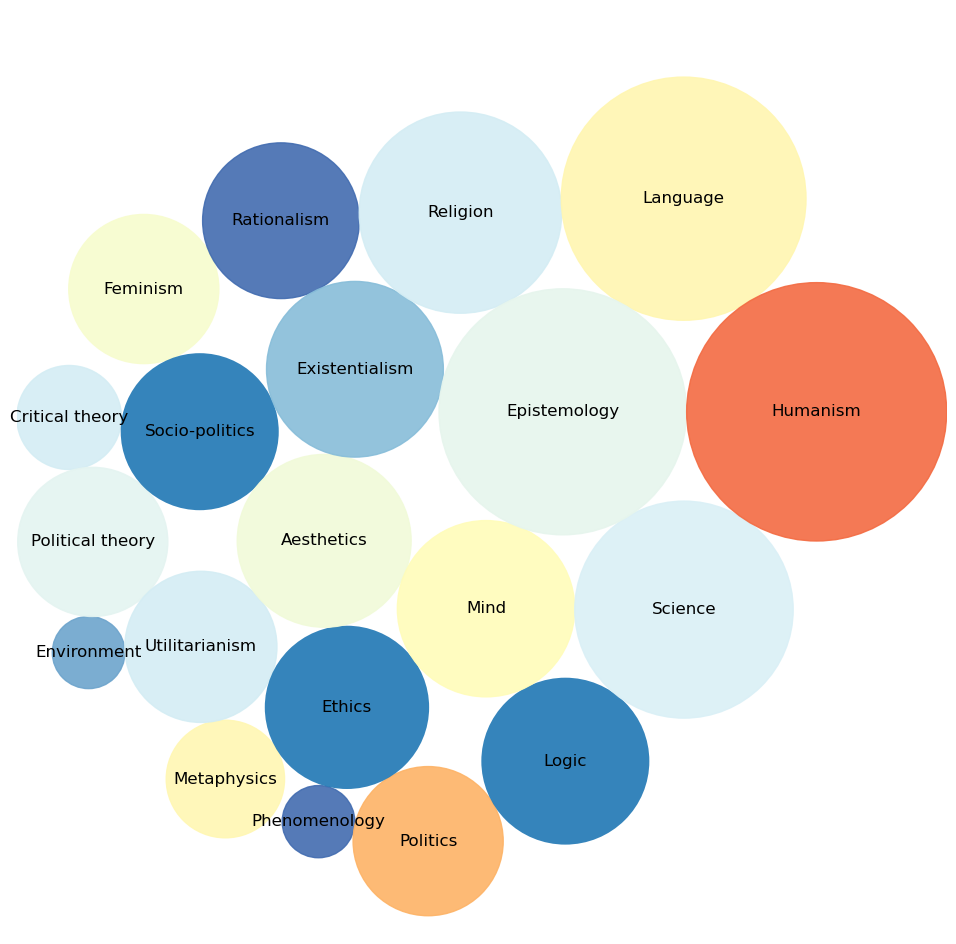 Language
Religion
Rationalism
Feminism
Existentialism
Epistemology
Humanism
Critical theory
Socio-politics
Political theory
Aesthetics
Mind
Science
Environment
Utilitarianism
Ethics
Logic
Metaphysics
Phenomenology
Politics